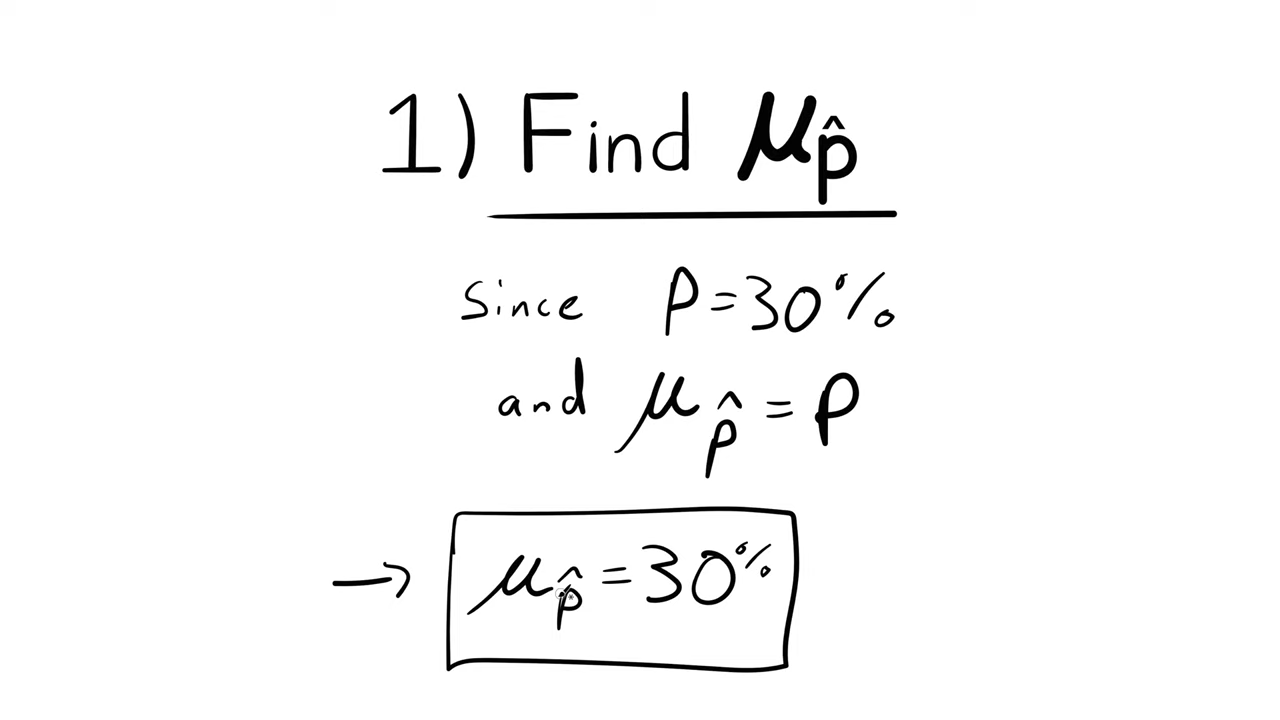 1) Find μp̂
Since P=30%
and μp̂ = P
→ μp̂ = 30%